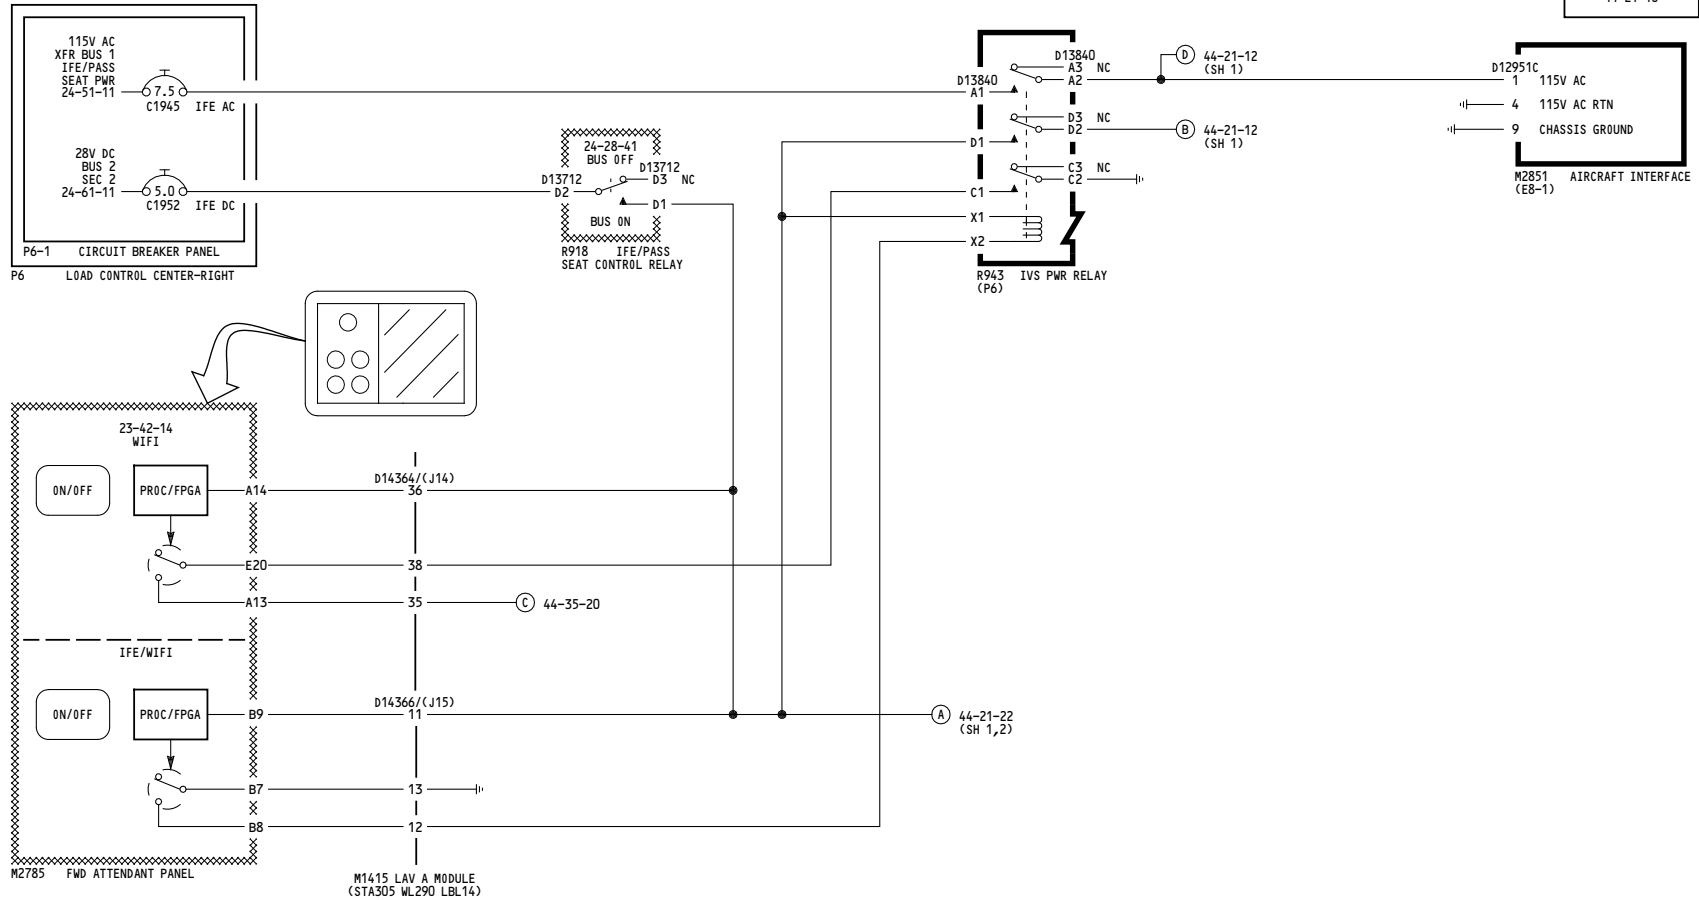 115V AC
XFR BUS 1
IFE/PASS
SEAT PWR
24-51-11
7.5
C1945 IFE AC
28V DC
BUS 2
SEC 2
24-61-11
5.0
C1952 IFE DC
P6-1 CIRCUIT BREAKER PANEL
P6 LOAD CONTROL CENTER-RIGHT
24-28-41
BUS OFF
D13712
D3 NC
D13712
D2
D1
BUS ON
R918 IFE/PASS
SEAT CONTROL RELAY
D13840
A3 NC
A2
D13840
A1
D3 NC
D2
D1
C3 NC
C2
C1
X1
X2
R943 IVS PWR RELAY
(P6)
D 44-21-12
(SH 1)
B 44-21-12
(SH 1)
D12951C
1 115V AC
4 115V AC RTN
9 CHASSIS GROUND
M2851 AIRCRAFT INTERFACE
(E8-1)
23-42-14
WIFI
ON/OFF
PROC/FPGA
A14
D14364/(J14)
36
E20
38
A13
35
C 44-35-20
IFE/WIFI
ON/OFF
PROC/FPGA
B9
D14366/(J15)
11
A 44-21-22
(SH 1,2)
B7
13
B8
12
M2785 FWD ATTENDANT PANEL
M1415 LAV A MODULE
(STA305 WL290 LBL14)